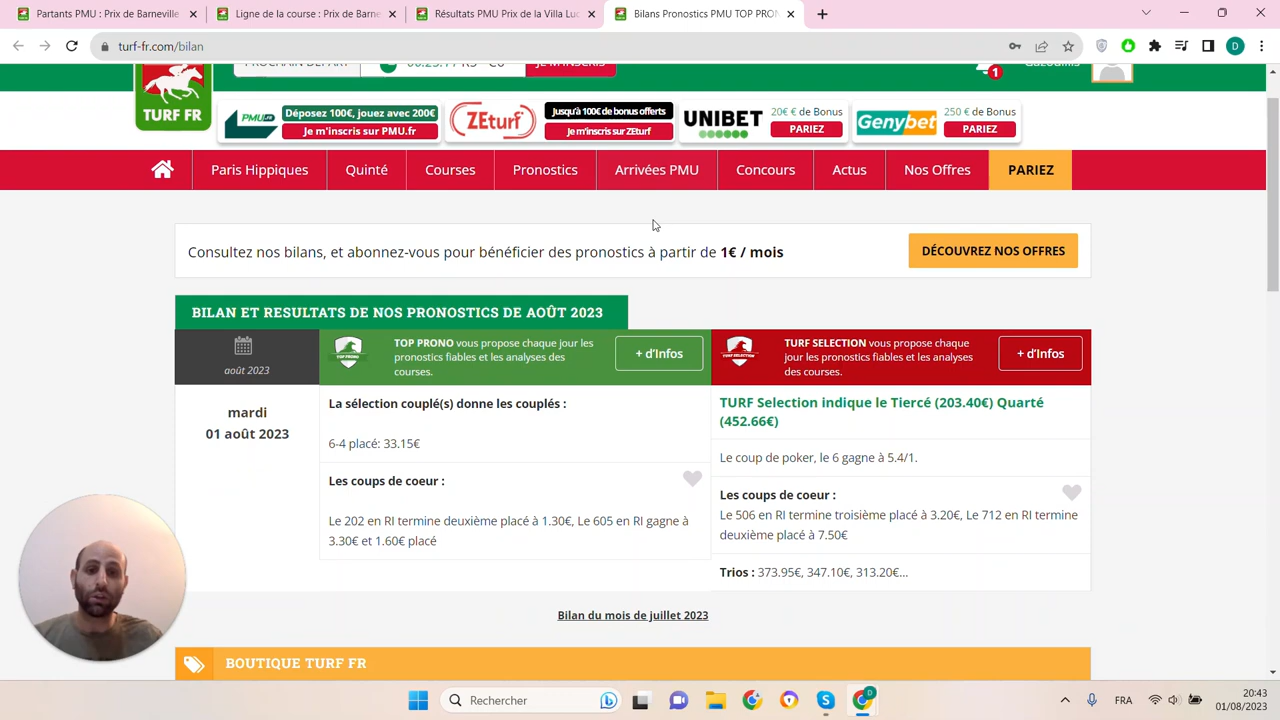 Partants PMU : Prix de Barneville
Ligne de la course : Prix de Barne
Résultats PMU Prix de la Villa Luc
Bilans Pronostics PMU TOP PRON
turf-fr.com/bilan
D
1
TURF FR
PMU
Déposez 100€, jouez avec 200€
Je m'inscris sur PMU.fr
ZEturf
Jusqu'à 100€ de bonus offerts
Je m'inscris sur ZEturf
UNIBET
20€ € de Bonus
PARIEZ
Genybet
250 € de Bonus
PARIEZ
Paris Hippiques
Quinté
Courses
Pronostics
Arrivées PMU
Concours
Actus
Nos Offres
PARIEZ
Consultez nos bilans, et abonnez-vous pour bénéficier des pronostics à partir de 1€ / mois
DÉCOUVREZ NOS OFFRES
BILAN ET RESULTATS DE NOS PRONOSTICS DE AOÛT 2023
août 2023
TOP PRONO
TOP PRONO vous propose chaque jour les
pronostics fiables et les analyses des
courses.
+ d'Infos
TURF SELECTION
TURF SELECTION vous propose chaque
jour les pronostics fiables et les analyses
des courses.
+ d'Infos
mardi
01 août 2023
La sélection couplé(s) donne les couplés :
6-4 placé: 33.15€
Les coups de coeur :
Le 202 en RI termine deuxième placé à 1.30€, Le 605 en RI gagne à
3.30€ et 1.60€ placé
TURF Selection indique le Tiercé (203.40€) Quarté
(452.66€)
Le coup de poker, le 6 gagne à 5.4/1.
Les coups de coeur :
Le 506 en RI termine troisième placé à 3.20€, Le 712 en RI termine
deuxième placé à 7.50€
Trios : 373.95€, 347.10€, 313.20€...
Bilan du mois de juillet 2023
BOUTIQUE TURF FR
Rechercher
D
FRA
20:43
01/08/2023